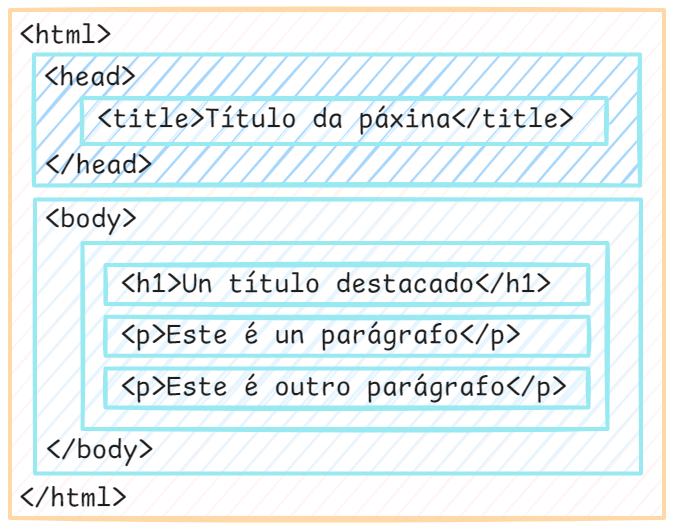 <html>
<head>
<title>Título da páxina</title>
</head>
<body>
<h1>Un título destacado</h1>
<p>Este é un parágrafo</p>
<p>Este é outro parágrafo</p>
</body>
</html>